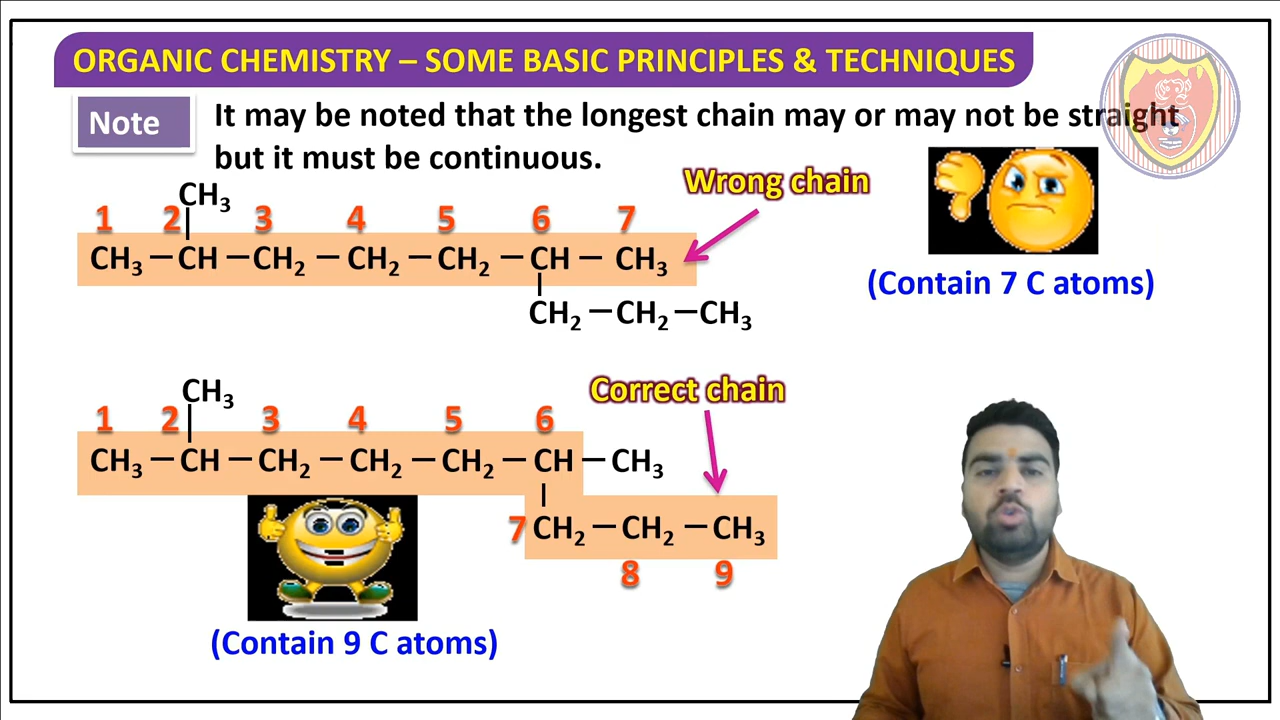 ORGANIC CHEMISTRY – SOME BASIC PRINCIPLES & TECHNIQUES
Note
It may be noted that the longest chain may or may not be straight
but it must be continuous.
Wrong chain
CH₃
1 2 3 4 5 6 7
CH₃ – CH – CH₂ – CH₂ – CH₂ – CH – CH₃
(Contain 7 C atoms)
CH₂ – CH₂ – CH₃
CH₃
Correct chain
1 2 3 4 5 6
CH₃ – CH – CH₂ – CH₂ – CH₂ – CH – CH₃
7 CH₂ – CH₂ – CH₃
8 9
(Contain 9 C atoms)